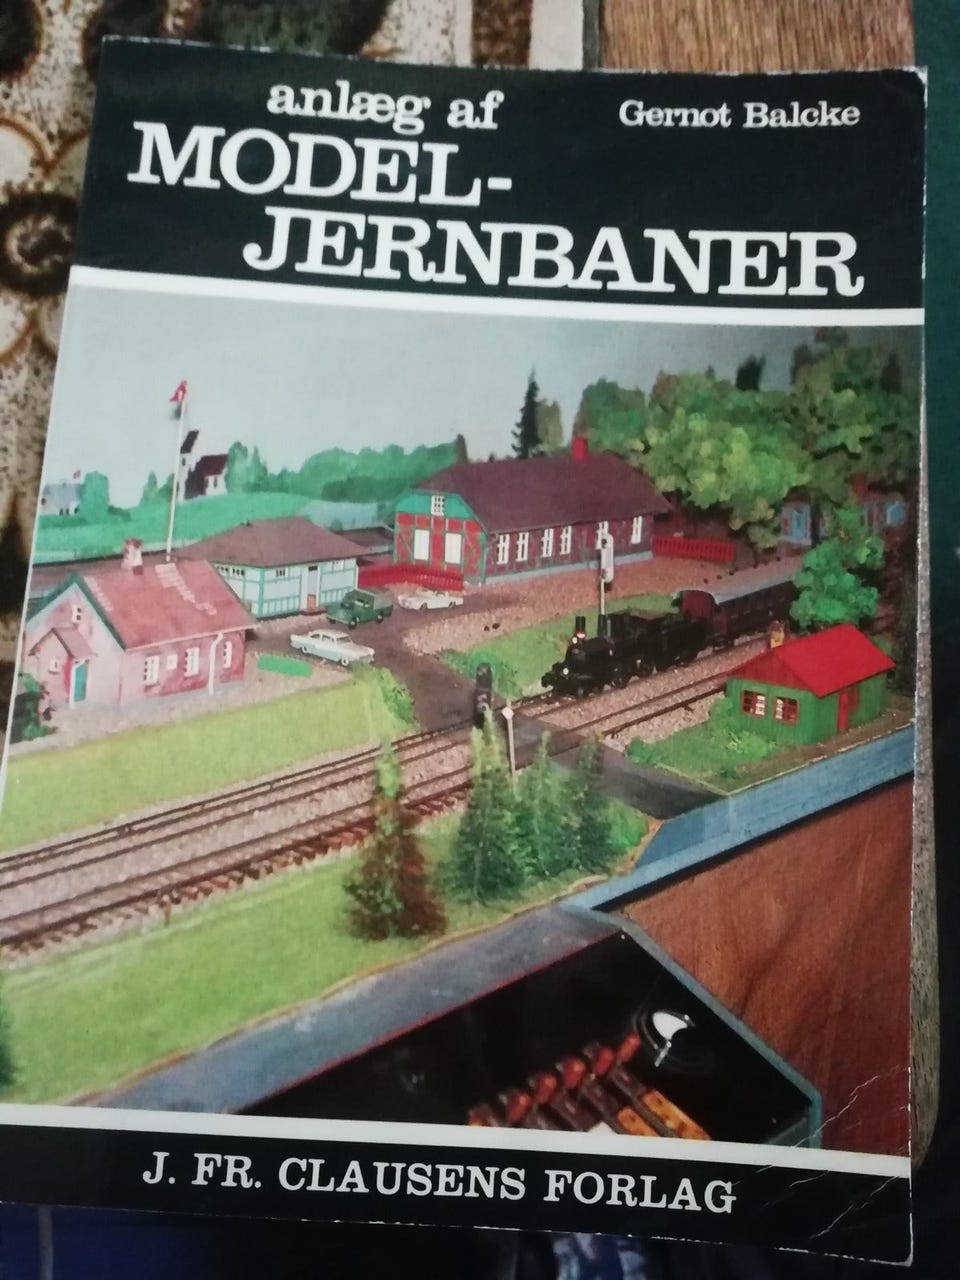 anlæg af
Gernot Balcke
MODEL-
JERNBANER
J. FR. CLAUSENS FORLAG